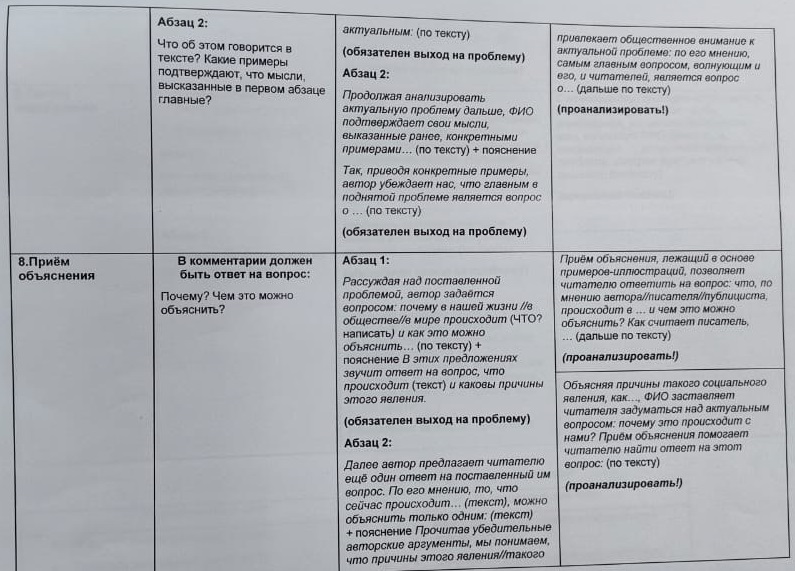 Абзац 2:
Что об этом говорится в
тексте? Какие примеры
подтверждают, что мысли,
высказанные в первом абзаце
главные?
актуальным: (по тексту)
(обязателен выход на проблему)
Абзац 2:
Продолжая анализировать
актуальную проблему дальше, ФИО
подтверждает свои мысли,
выказанные ранее, конкретными
примерами… (по тексту) + пояснение
Так, приводя конкретные примеры,
автор убеждает нас, что главным в
поднятой проблеме является вопрос
о … (по тексту)
(обязателен выход на проблему)
привлекает общественное внимание к
актуальной проблеме: по его мнению,
самым главным вопросом, волнующим и
его, и читателей, является вопрос
о… (дальше по тексту)
(проанализировать!)
8.Приём
объяснения
В комментарии должен
быть ответ на вопрос:
Почему? Чем это можно
объяснить?
Абзац 1:
Рассуждая над поставленной
проблемой, автор задаётся
вопросом: почему в нашей жизни //в
обществе//в мире происходит (ЧТО?
написать) и как это можно
объяснить… (по тексту) +
пояснение В этих предложениях
звучит ответ на вопрос, что
происходит (текст) и каковы причины
этого явления.
(обязателен выход на проблему)
Абзац 2:
Далее автор предлагает читателю
ещё один ответ на поставленный им
вопрос. По его мнению, то, что
сейчас происходит… (текст), можно
объяснить только одним: (текст)
+ пояснение Прочитав убедительные
авторские аргументы, мы понимаем,
что причины этого явления//такого
Приём объяснения, лежащий в основе
примеров-иллюстраций, позволяет
читателю ответить на вопрос: что, по
мнению автора//писателя//публициста,
происходит в … и чем это можно
объяснить? Как считает писатель,
… (дальше по тексту)
(проанализировать!)
Объясняя причины такого социального
явления, как…, ФИО заставляет
читателя задуматься над актуальным
вопросом: почему это происходит с
нами? Приём объяснения помогает
читателю найти ответ на этот
вопрос: (по тексту)
(проанализировать!)